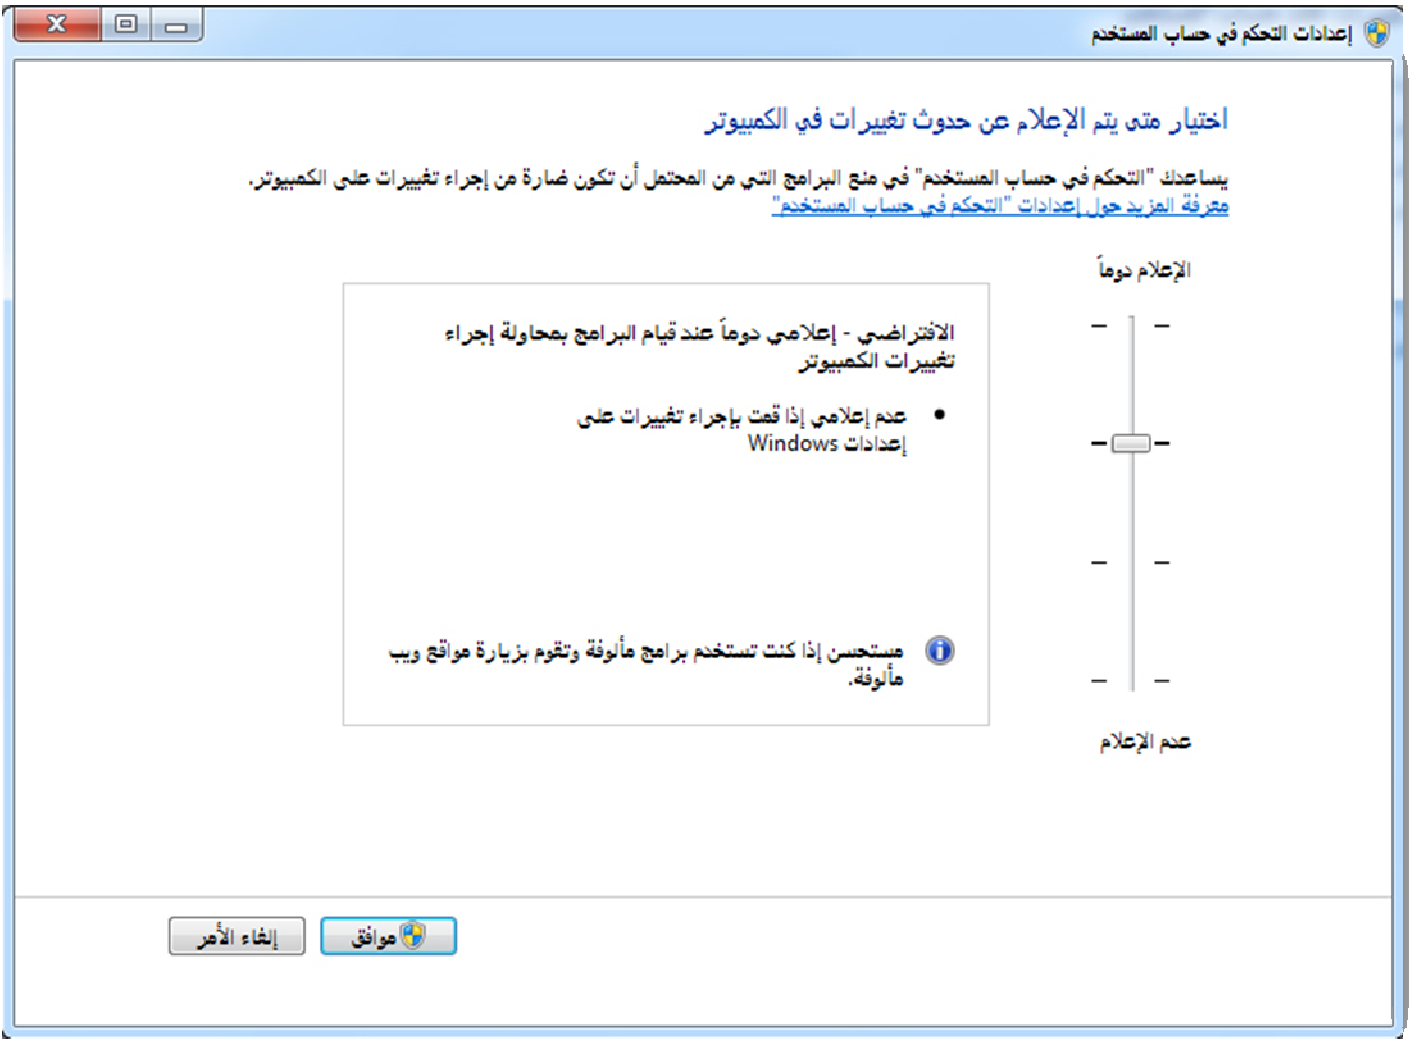 إعدادات التحكم في حساب المستخدم
اختيار متى يتم الإعلام عن حدوث تغييرات في الكمبيوتر
يساعدك "التحكم في حساب المستخدم" في منع البرامج التي من المحتمل أن تكون ضارة من إجراء تغييرات على الكمبيوتر.
معرفة المزيد حول إعدادات "التحكم في حساب المستخدم"
الإعلام دوماً
الافتراضي - إعلامي دوماً عند قيام البرامج بمحاولة إجراء
تغييرات الكمبيوتر
• عدم إعلامي إذا قمت بإجراء تغييرات على
إعدادات Windows
مستحسن إذا كنت تستخدم برامج مألوفة وتقوم بزيارة مواقع ويب
مألوفة.
عدم الإعلام
موافق
إلغاء الأمر